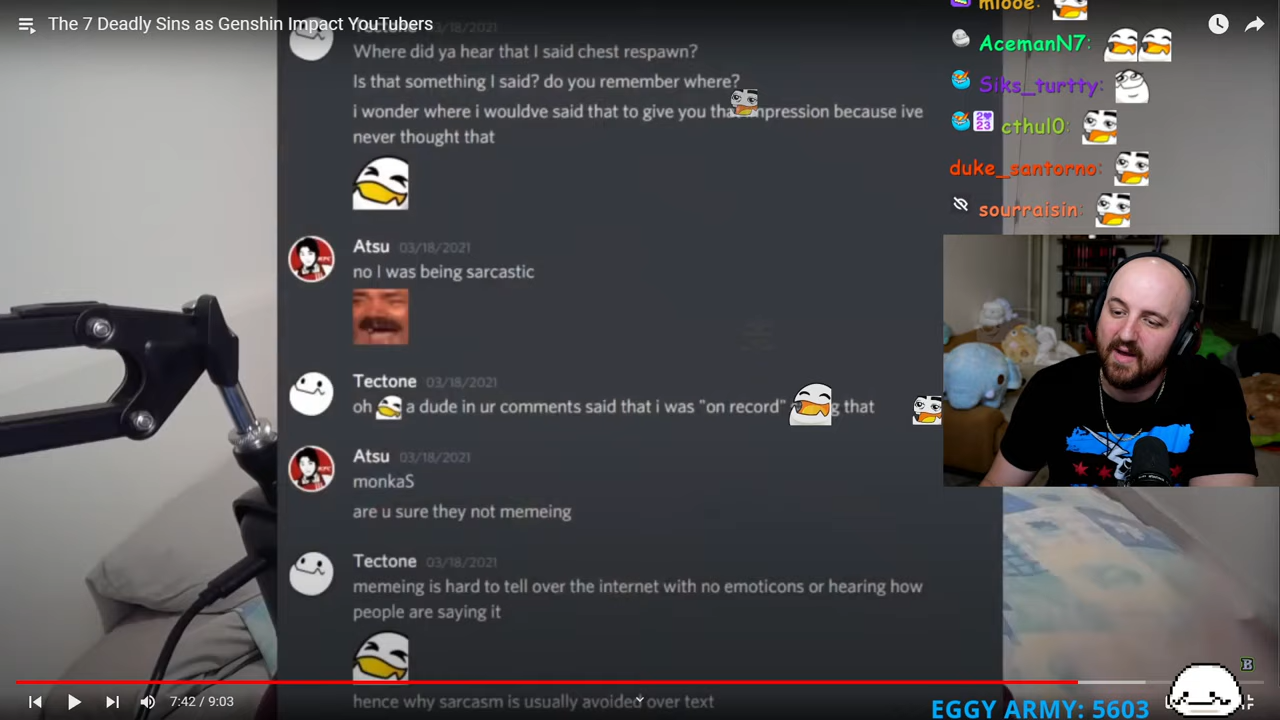 The 7 Deadly Sins as Genshin Impact YouTubers
Where did ya hear that I said chest respawn?
Is that something I said? do you remember where?
i wonder where i wouldve said that to give you impression because ive
never thought that
Atsu 03/18/2021
no I was being sarcastic
Tectone 03/18/2021
oh a dude in ur comments said that i was "on record" that
Atsu 03/18/2021
monkaS
are u sure they not memeing
Tectone 03/18/2021
memeing is hard to tell over the internet with no emoticons or hearing how
people are saying it
hence why sarcasm is usually avoided over text
7:42 / 9:03
AcemanN7:
Siks_turtty:
2 23 cthul0:
duke_santorno:
sourraisin:
EGGY ARMY: 5603
B